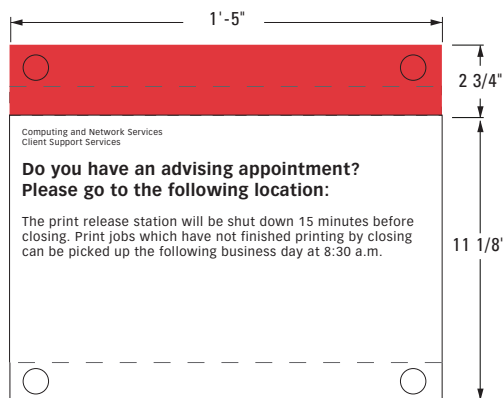 1'-5"
2 3/4"
Computing and Network Services
Client Support Services
Do you have an advising appointment?
Please go to the following location:
The print release station will be shut down 15 minutes before
closing. Print jobs which have not finished printing by closing
can be picked up the following business day at 8:30 a.m.
11 1/8"